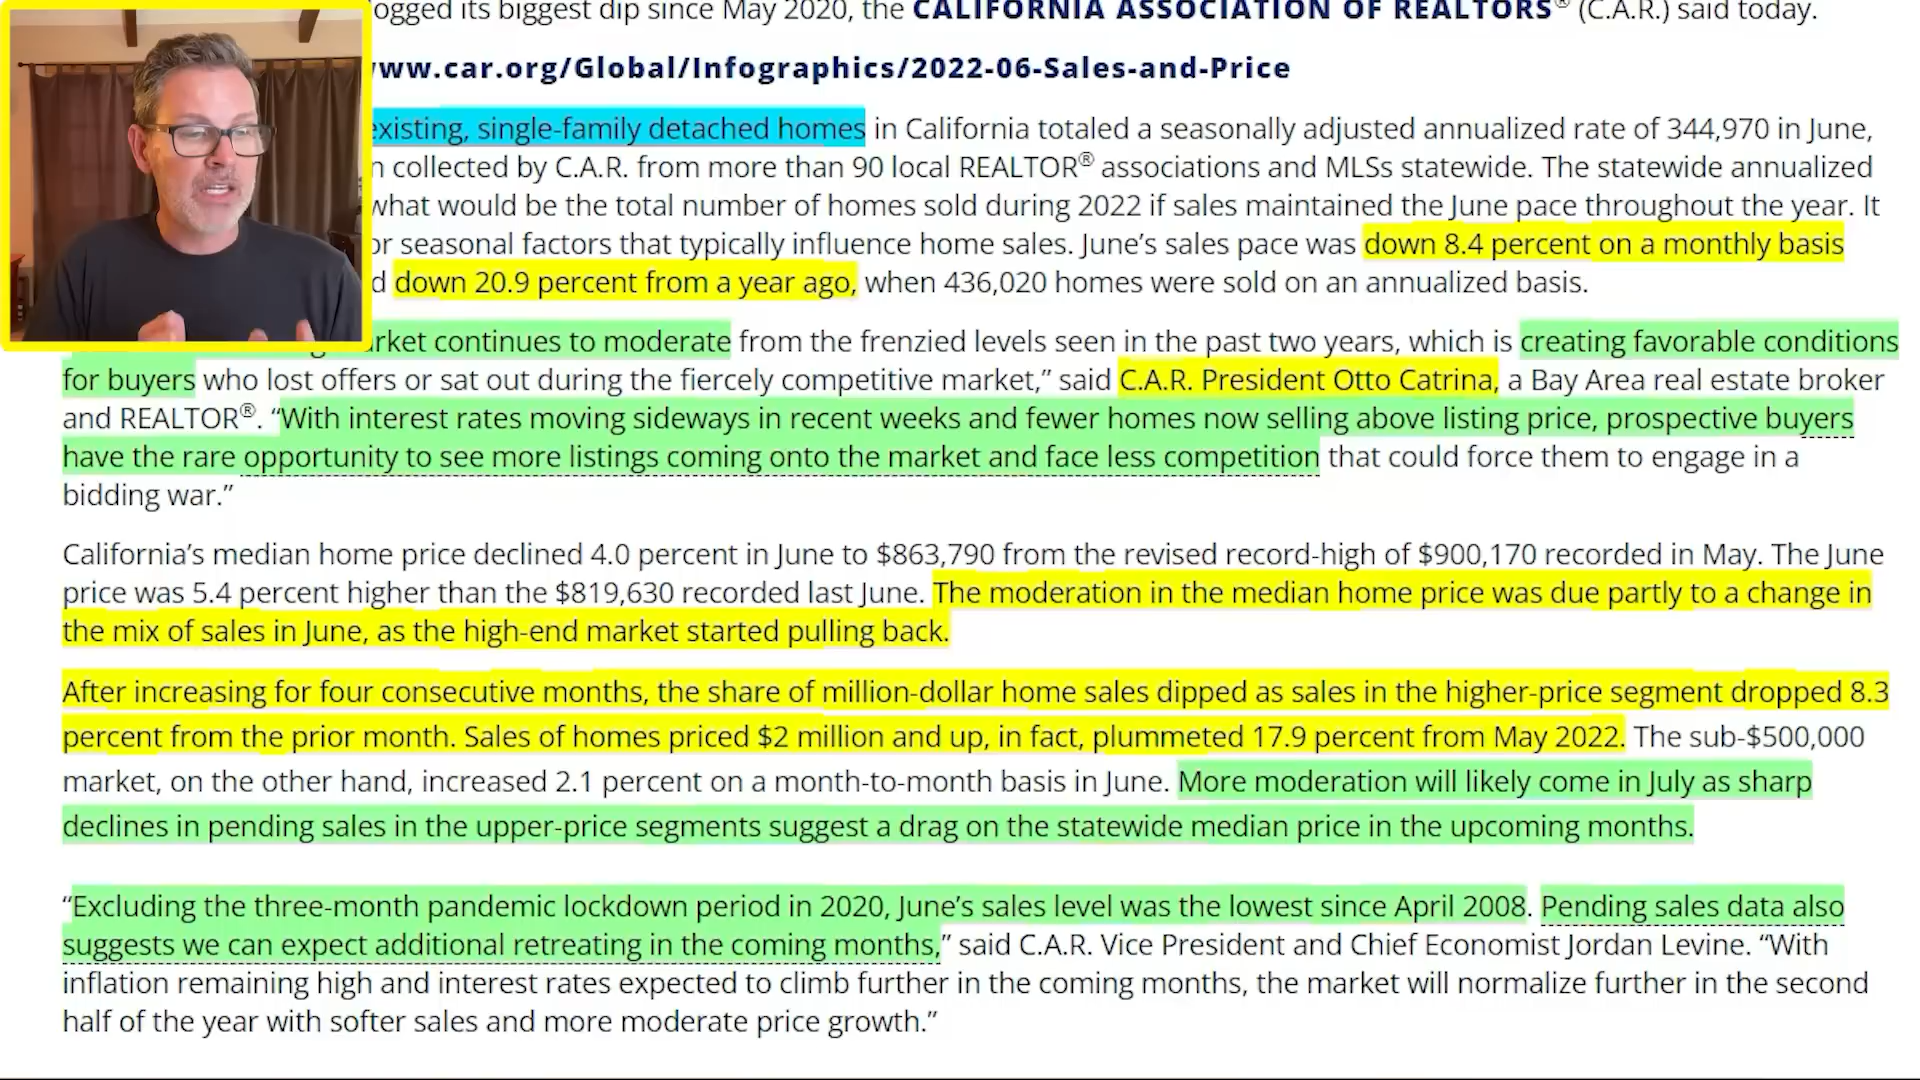 logged its biggest dip since May 2020, the CALIFORNIA ASSOCIATION OF REALTORS® (C.A.R.) said today.
www.car.org/Global/Infographics/2022-06-Sales-and-Price
existing, single-family detached homes in California totaled a seasonally adjusted annualized rate of 344,970 in June,
collected by C.A.R. from more than 90 local REALTOR® associations and MLSs statewide. The statewide annualized
what would be the total number of homes sold during 2022 if sales maintained the June pace throughout the year. It
or seasonal factors that typically influence home sales. June’s sales pace was down 8.4 percent on a monthly basis
down 20.9 percent from a year ago, when 436,020 homes were sold on an annualized basis.
market continues to moderate from the frenzied levels seen in the past two years, which is creating favorable conditions
for buyers who lost offers or sat out during the fiercely competitive market,” said C.A.R. President Otto Catrina, a Bay Area real estate broker
and REALTOR®. “With interest rates moving sideways in recent weeks and fewer homes now selling above listing price, prospective buyers
have the rare opportunity to see more listings coming onto the market and face less competition that could force them to engage in a
bidding war.”
California’s median home price declined 4.0 percent in June to $863,790 from the revised record-high of $900,170 recorded in May. The June
price was 5.4 percent higher than the $819,630 recorded last June. The moderation in the median home price was due partly to a change in
the mix of sales in June, as the high-end market started pulling back.
After increasing for four consecutive months, the share of million-dollar home sales dipped as sales in the higher-price segment dropped 8.3
percent from the prior month. Sales of homes priced $2 million and up, in fact, plummeted 17.9 percent from May 2022. The sub-$500,000
market, on the other hand, increased 2.1 percent on a month-to-month basis in June. More moderation will likely come in July as sharp
declines in pending sales in the upper-price segments suggest a drag on the statewide median price in the upcoming months.
“Excluding the three-month pandemic lockdown period in 2020, June’s sales level was the lowest since April 2008. Pending sales data also
suggests we can expect additional retreating in the coming months,” said C.A.R. Vice President and Chief Economist Jordan Levine. “With
inflation remaining high and interest rates expected to climb further in the coming months, the market will normalize further in the second
half of the year with softer sales and more moderate price growth.”